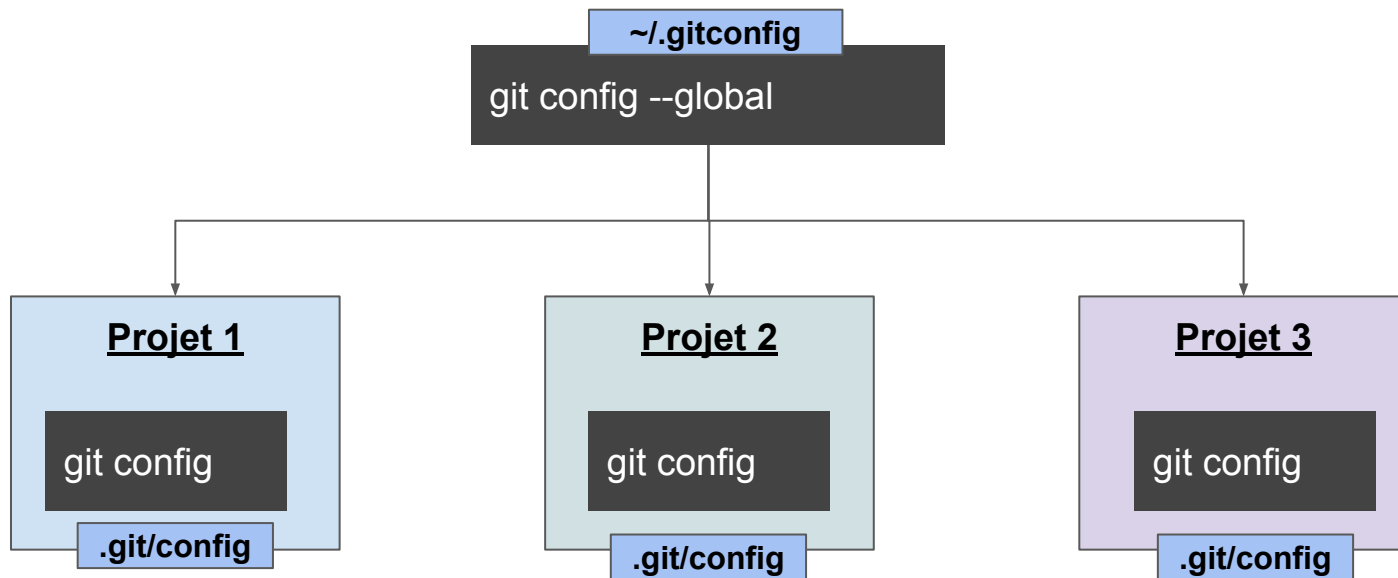 ~/.gitconfig
git config --global
Projet 1
git config
.git/config
Projet 2
git config
.git/config
Projet 3
git config
.git/config